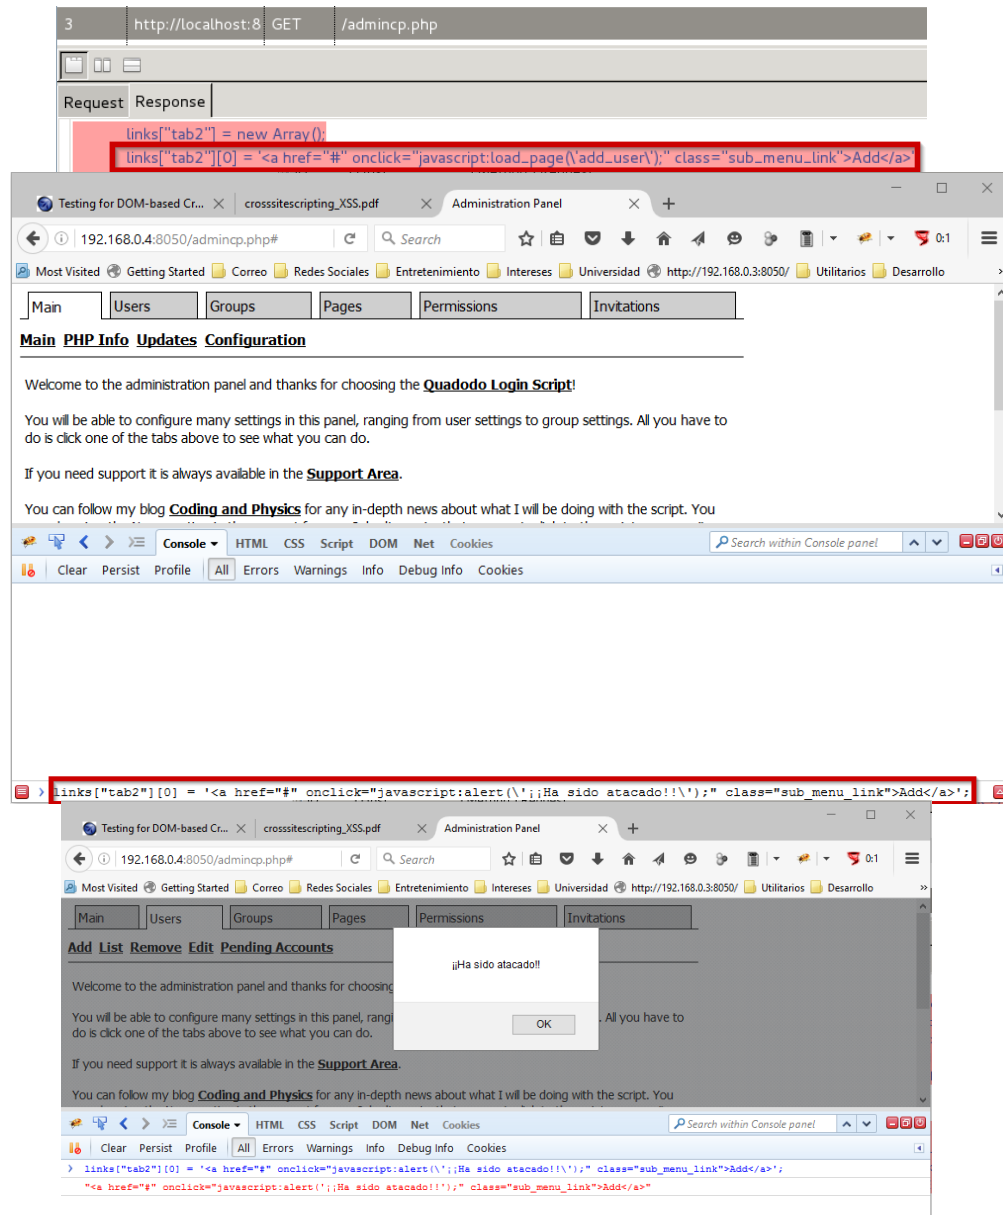 3 http://localhost:8 GET /admincp.php
Request Response
links["tab2"] = new Array();
links["tab2"][0] = '<a href="#" onclick="javascript:load_page(\'add_user\');" class="sub_menu_link">Add</a>'
Testing for DOM-based Cr... crosssitescripting_XSS.pdf Administration Panel
192.168.0.4:8050/admincp.php# Search 0:1
Most Visited Getting Started Correo Redes Sociales Entretenimiento Intereses Universidad http://192.168.0.3:8050/ Utilitarios Desarrollo »
Main Users Groups Pages Permissions Invitations
Main PHP Info Updates Configuration
Welcome to the administration panel and thanks for choosing the Quadodo Login Script!
You will be able to configure many settings in this panel, ranging from user settings to group settings. All you have to
do is click one of the tabs above to see what you can do.
If you need support it is always available in the Support Area.
You can follow my blog Coding and Physics for any in-depth news about what I will be doing with the script. You
Console HTML CSS Script DOM Net Cookies Search within Console panel
Clear Persist Profile All Errors Warnings Info Debug Info Cookies
links["tab2"][0] = '<a href="#" onclick="javascript:alert(\'¡¡Ha sido atacado!!\');" class="sub_menu_link">Add</a>';
Testing for DOM-based Cr... crosssitescripting_XSS.pdf Administration Panel
192.168.0.4:8050/admincp.php# Search 0:1
Most Visited Getting Started Correo Redes Sociales Entretenimiento Intereses Universidad http://192.168.0.3:8050/ Utilitarios Desarrollo »
Main Users Groups Pages Permissions Invitations
Add List Remove Edit Pending Accounts
¡¡Ha sido atacado!!
Welcome to the administration panel and thanks for choosing
You will be able to configure many settings in this panel, rangi . All you have to
OK
do is click one of the tabs above to see what you can do.
If you need support it is always available in the Support Area.
You can follow my blog Coding and Physics for any in-depth news about what I will be doing with the script. You
Console HTML CSS Script DOM Net Cookies Search within Console panel
Clear Persist Profile All Errors Warnings Info Debug Info Cookies
links["tab2"][0] = '<a href="#" onclick="javascript:alert(\'¡¡Ha sido atacado!!\');" class="sub_menu_link">Add</a>';
"<a href="#" onclick="javascript:alert('¡¡Ha sido atacado!!');" class="sub_menu_link">Add</a>"